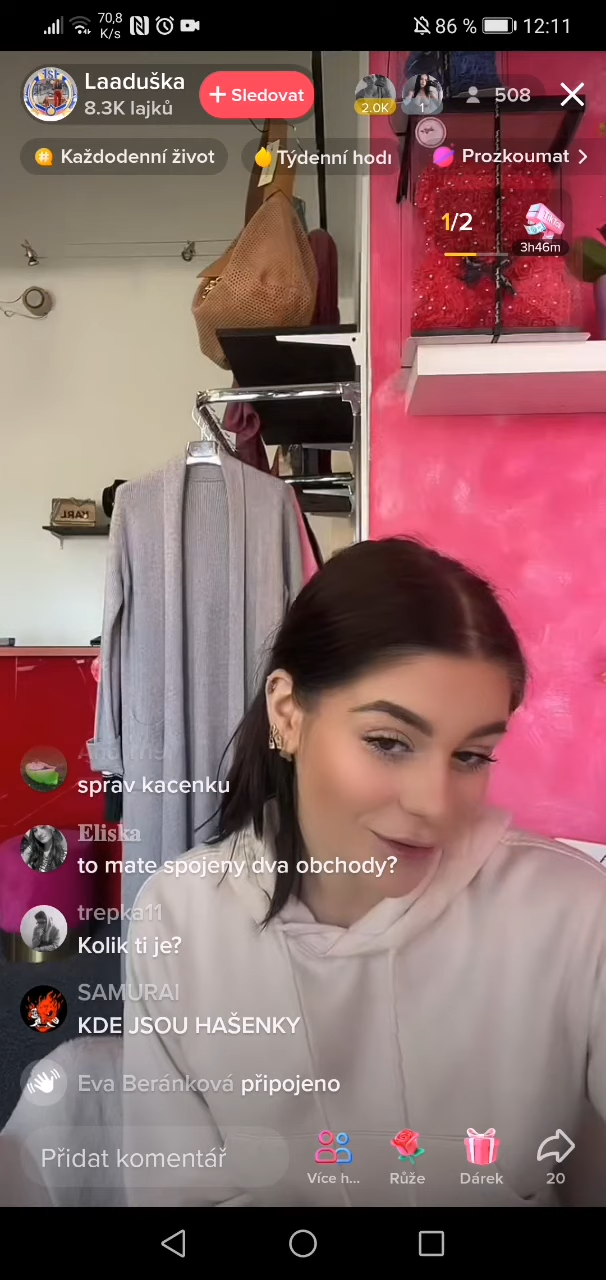 70,8
K/s
86 %
12:11
Laaduška
8.3K lajků
+ Sledovat
2.0K
1
508
Každodenní život
Týdenní hod
Prozkoumat >
1/2
3h46m
KARL
sprav kacenku
Eliska
to mate spojeny dva obchody?
trepka11
Kolik ti je?
SAMURAI
KDE JSOU HAŠENKY
Eva Beránková připojeno
Přidat komentář
Více h...
Růže
Dárek
20